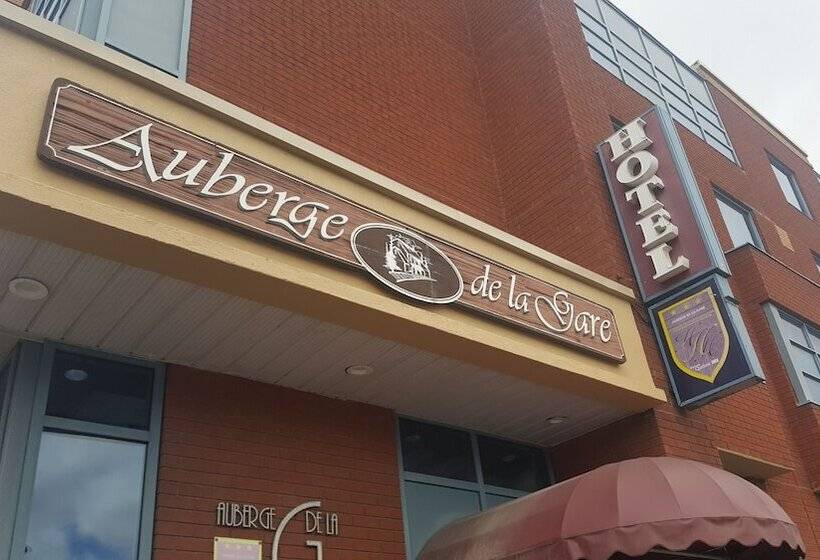 Auberge de la Gare
HOTEL
AUBERGE DE LA
G